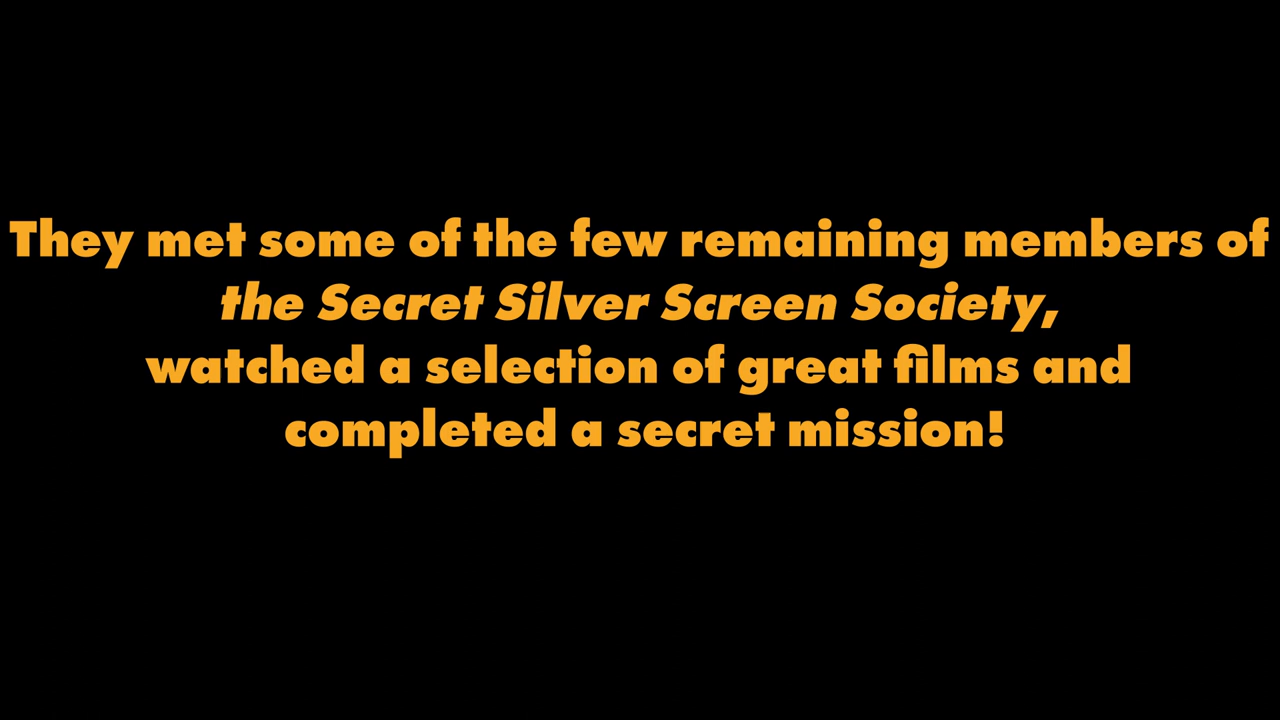 They met some of the few remaining members of
the Secret Silver Screen Society,
watched a selection of great films and
completed a secret mission!